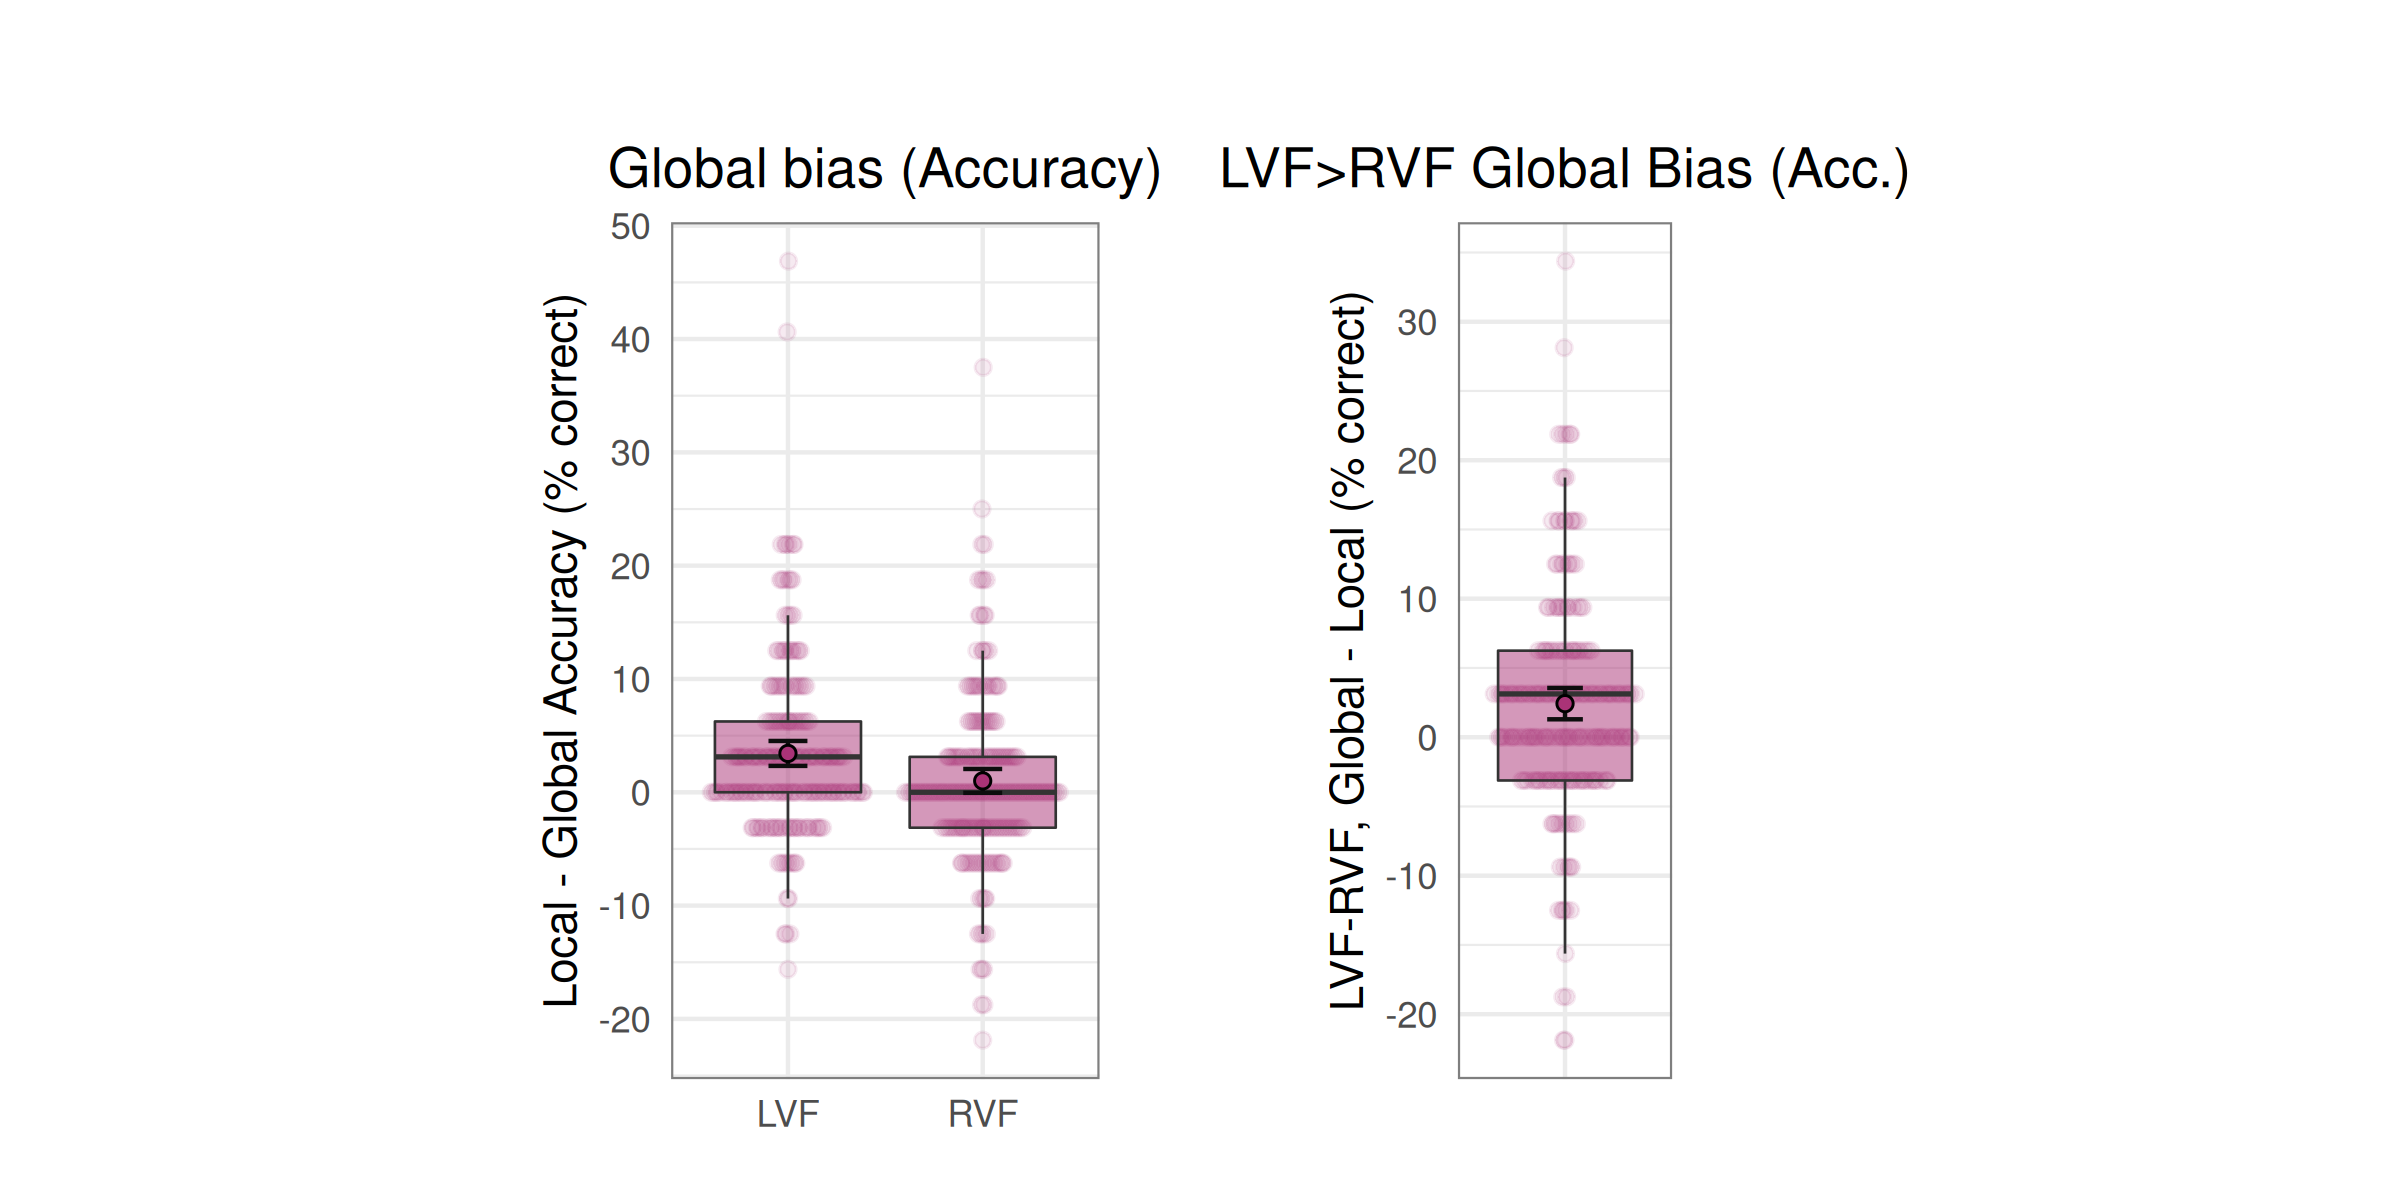 Global bias (Accuracy)
Local - Global Accuracy (% correct)
50
40
30
20
10
0
-10
-20
LVF
RVF
LVF>RVF Global Bias (Acc.)
LVF-RVF, Global - Local (% correct)
30
20
10
0
-10
-20